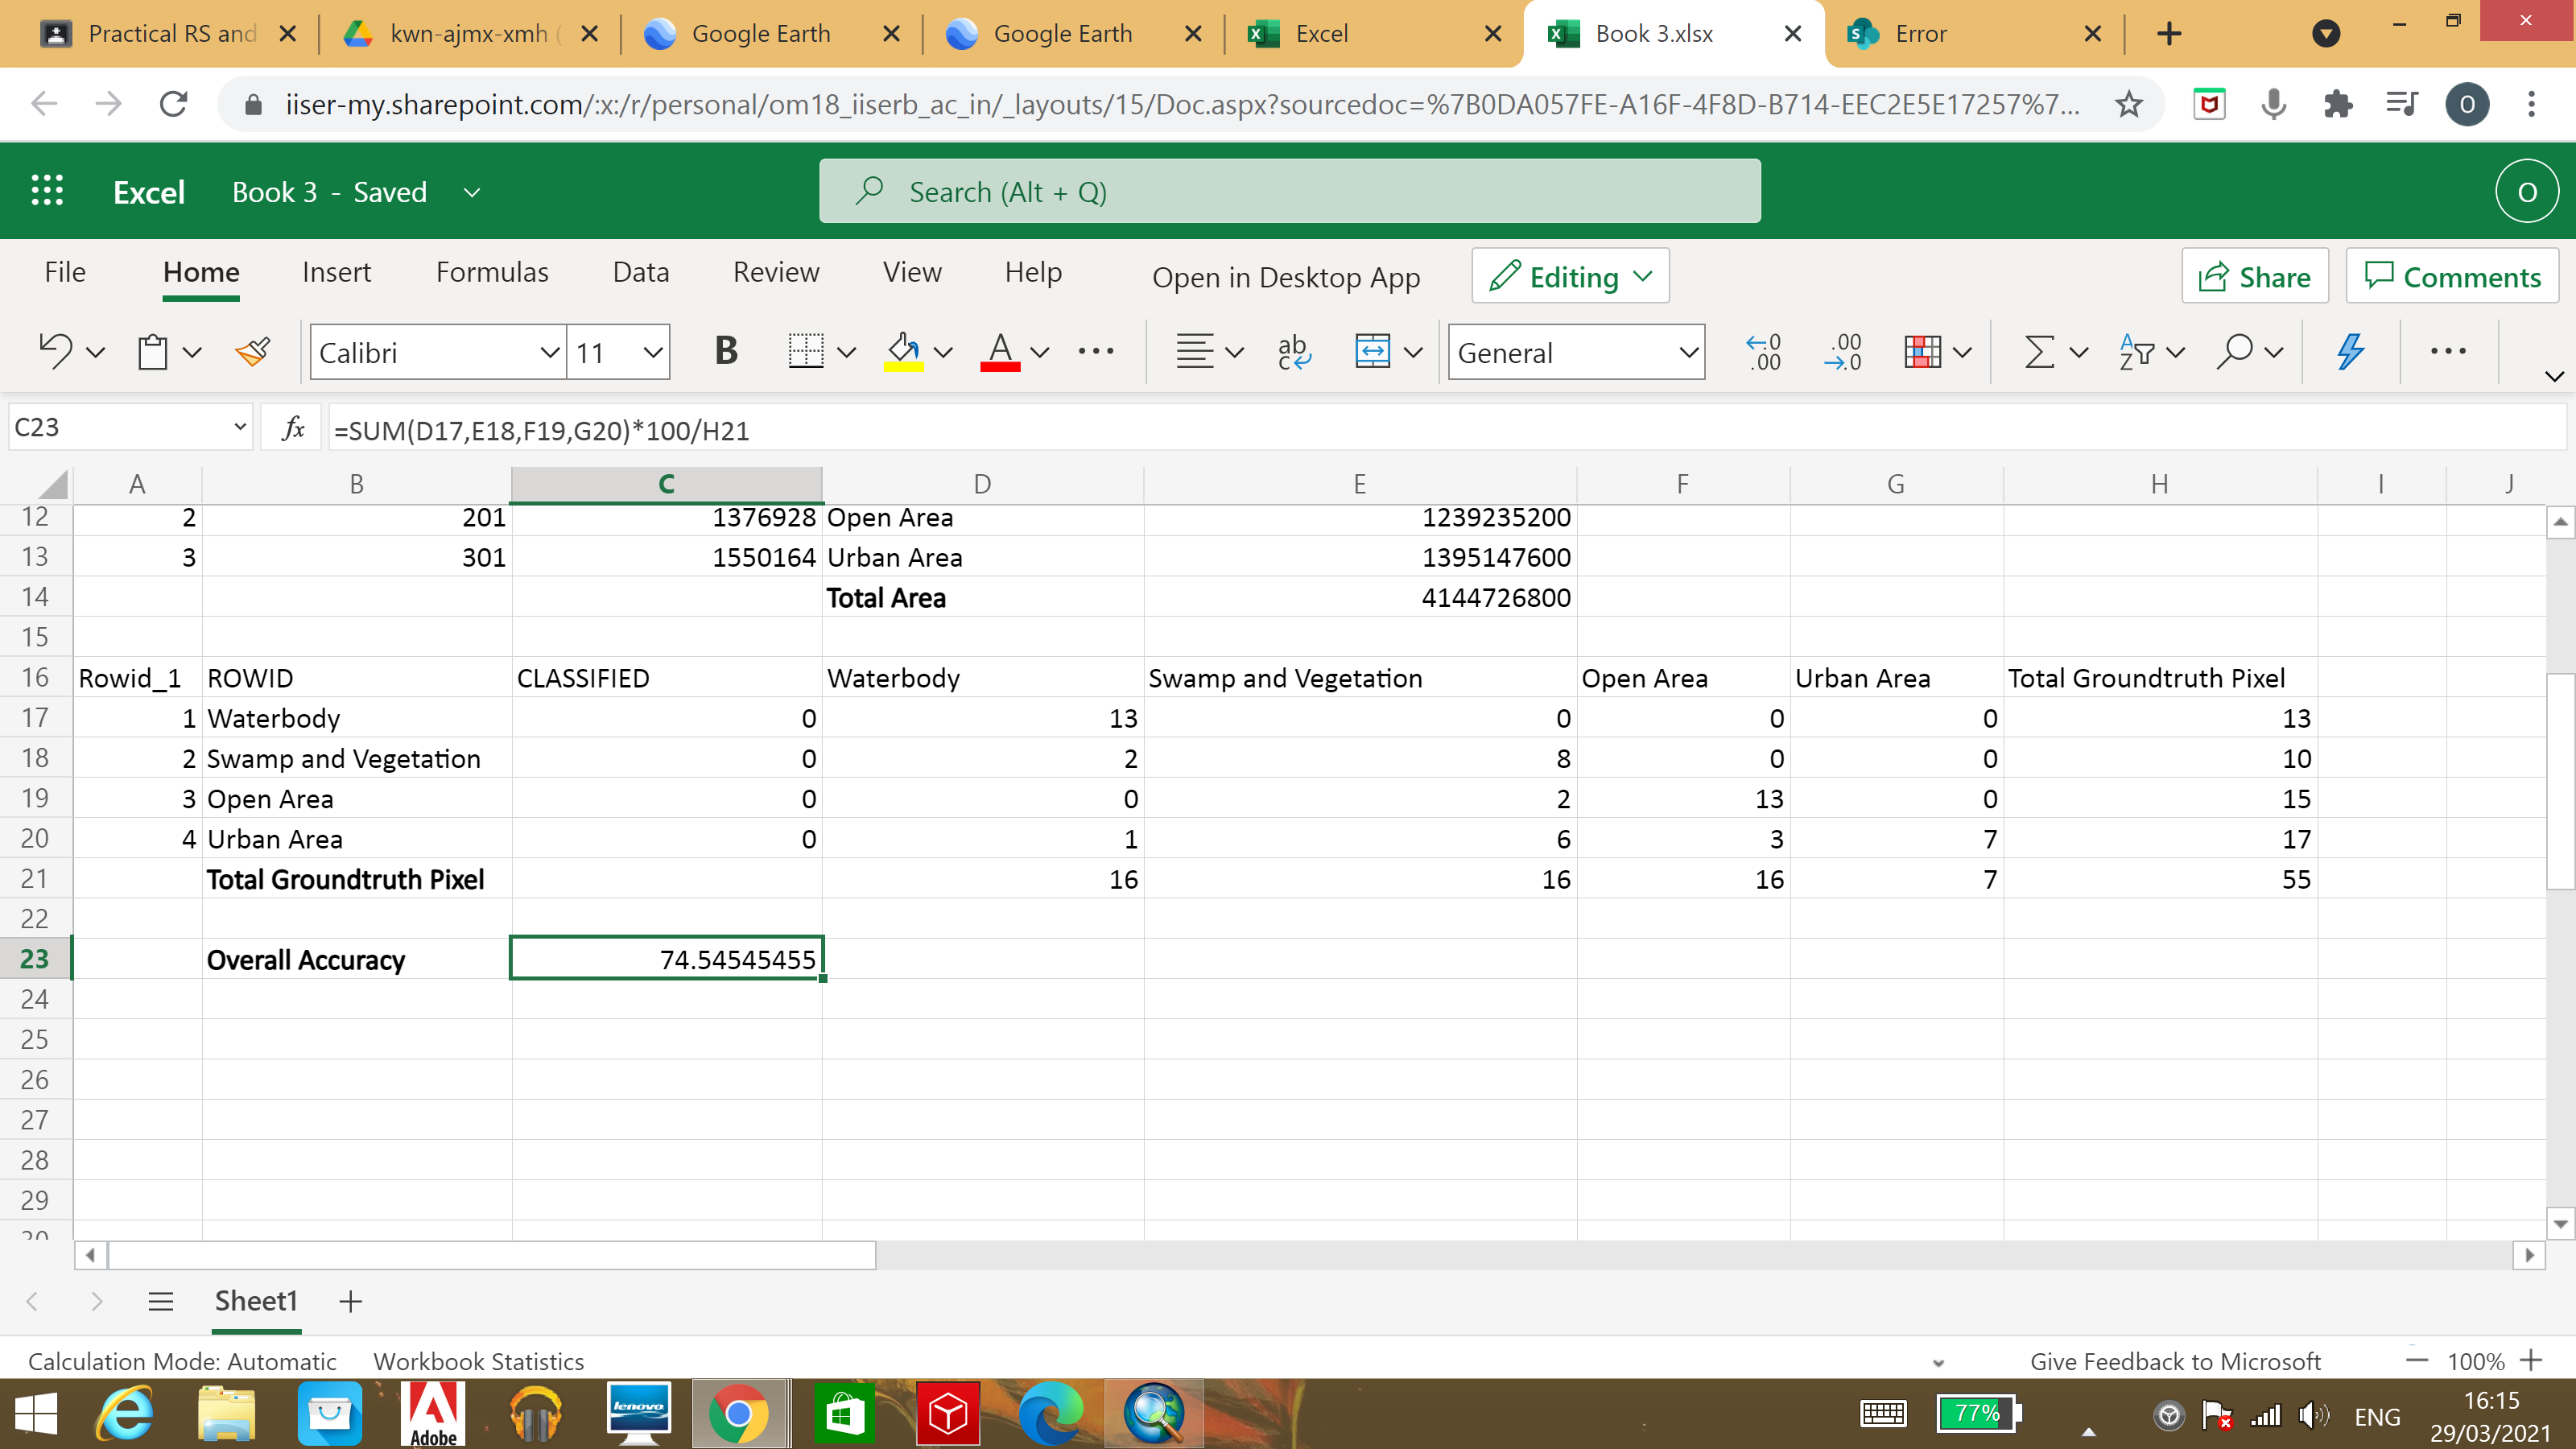 Practical RS and
kwn-ajmx-xmh (
Google Earth
Google Earth
Excel
Book 3.xlsx
Error
iiser-my.sharepoint.com/:x:/r/personal/om18_iiserb_ac_in/_layouts/15/Doc.aspx?sourcedoc=%7B0DA057FE-A16F-4F8D-B714-EEC2E5E17257%7...
O
Excel Book 3 - Saved
Search (Alt + Q)
O
File Home Insert Formulas Data Review View Help Open in Desktop App Editing Share Comments
Calibri 11 B A ab c General .0 .00 .00 .0 A Z
C23 fx =SUM(D17,E18,F19,G20)*100/H21
A B C D E F G H I J
12 2 201 1376928 Open Area 1239235200
13 3 301 1550164 Urban Area 1395147600
14 Total Area 4144726800
15
16 Rowid_1 ROWID CLASSIFIED Waterbody Swamp and Vegetation Open Area Urban Area Total Groundtruth Pixel
17 1 Waterbody 0 13 0 0 0 13
18 2 Swamp and Vegetation 0 2 8 0 0 10
19 3 Open Area 0 0 2 13 0 15
20 4 Urban Area 0 1 6 3 7 17
21 Total Groundtruth Pixel 16 16 16 7 55
22
23 Overall Accuracy 74.54545455
24
25
26
27
28
29
30
Sheet1
Calculation Mode: Automatic Workbook Statistics Give Feedback to Microsoft 100%
Adobe
lenovo
77%
ENG
16:15
29/03/2021